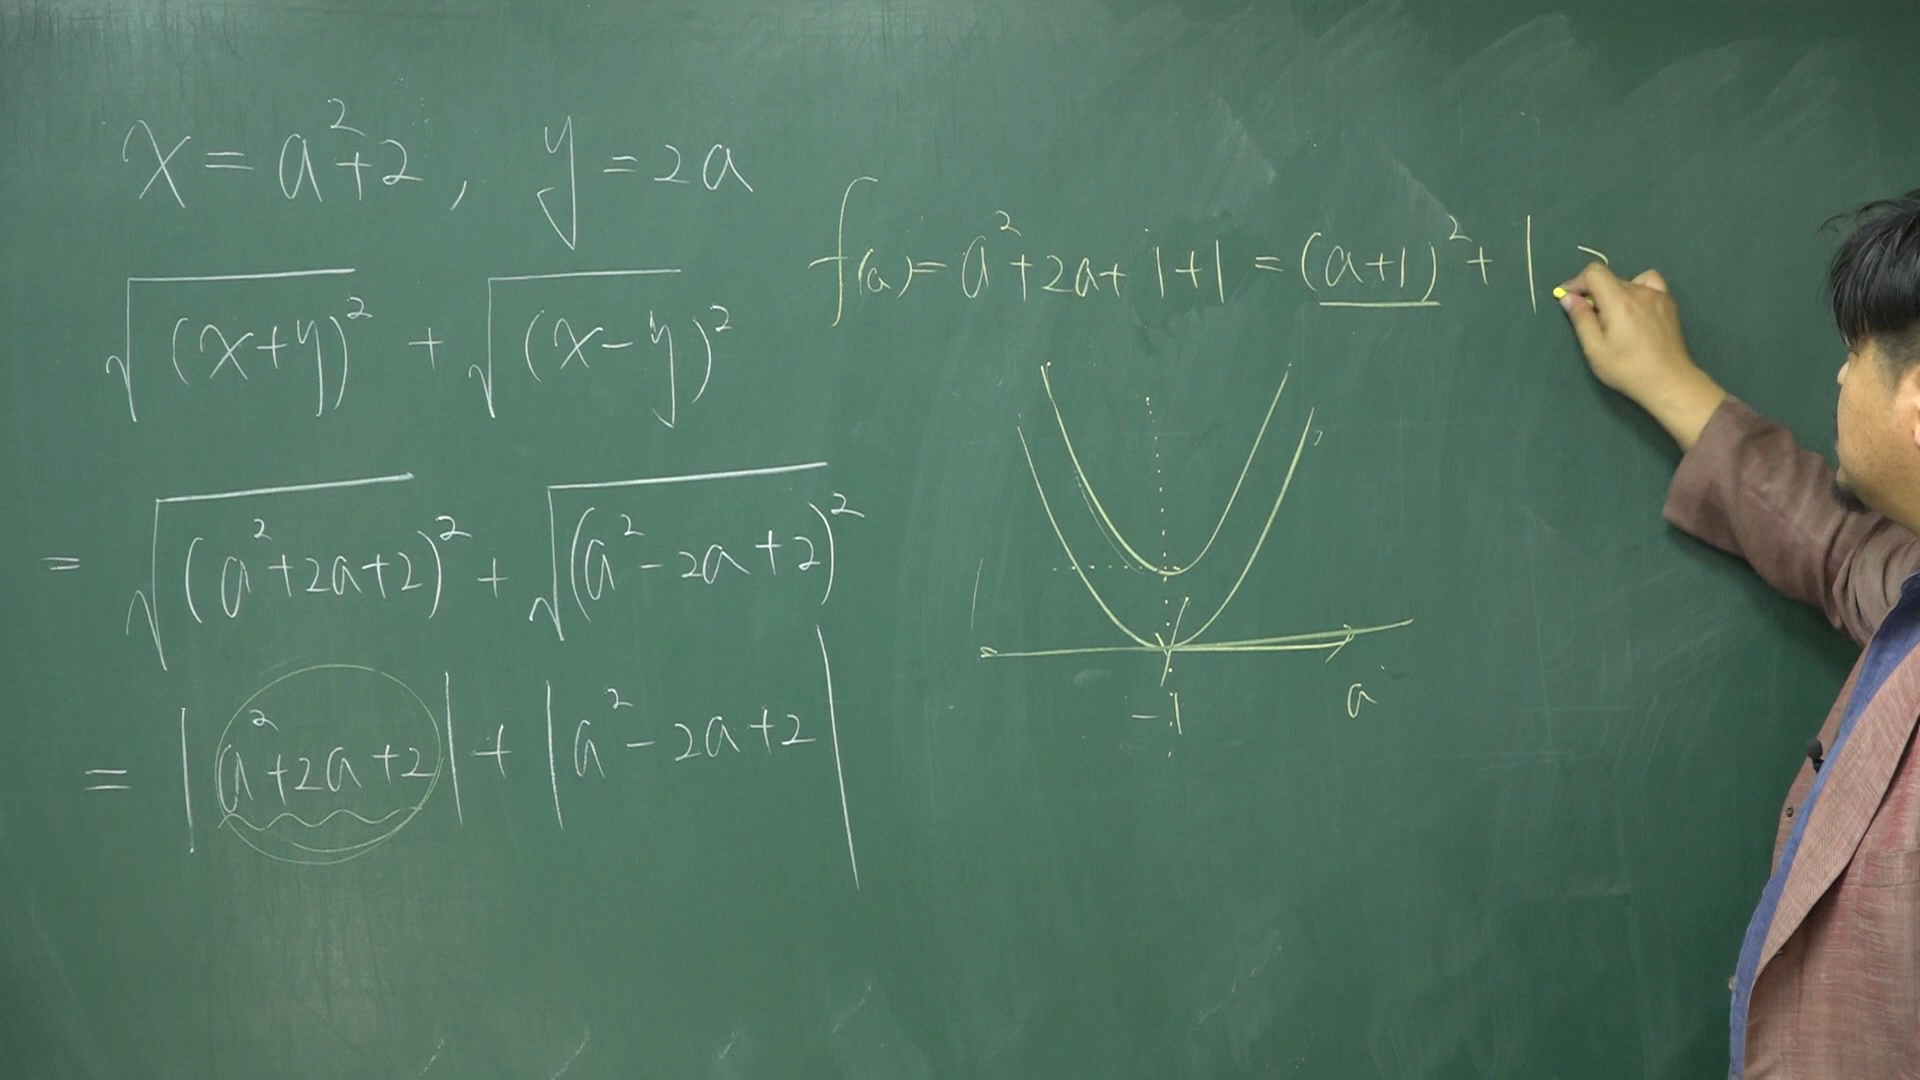 x = a² + 2 , y = 2a
√(x+y)² + √(x-y)²
= √(a²+2a+2)² + √(a²-2a+2)²
= |a²+2a+2| + |a²-2a+2|
f(a) = a²+2a+1+1 = (a+1)²+1 >
-1
a